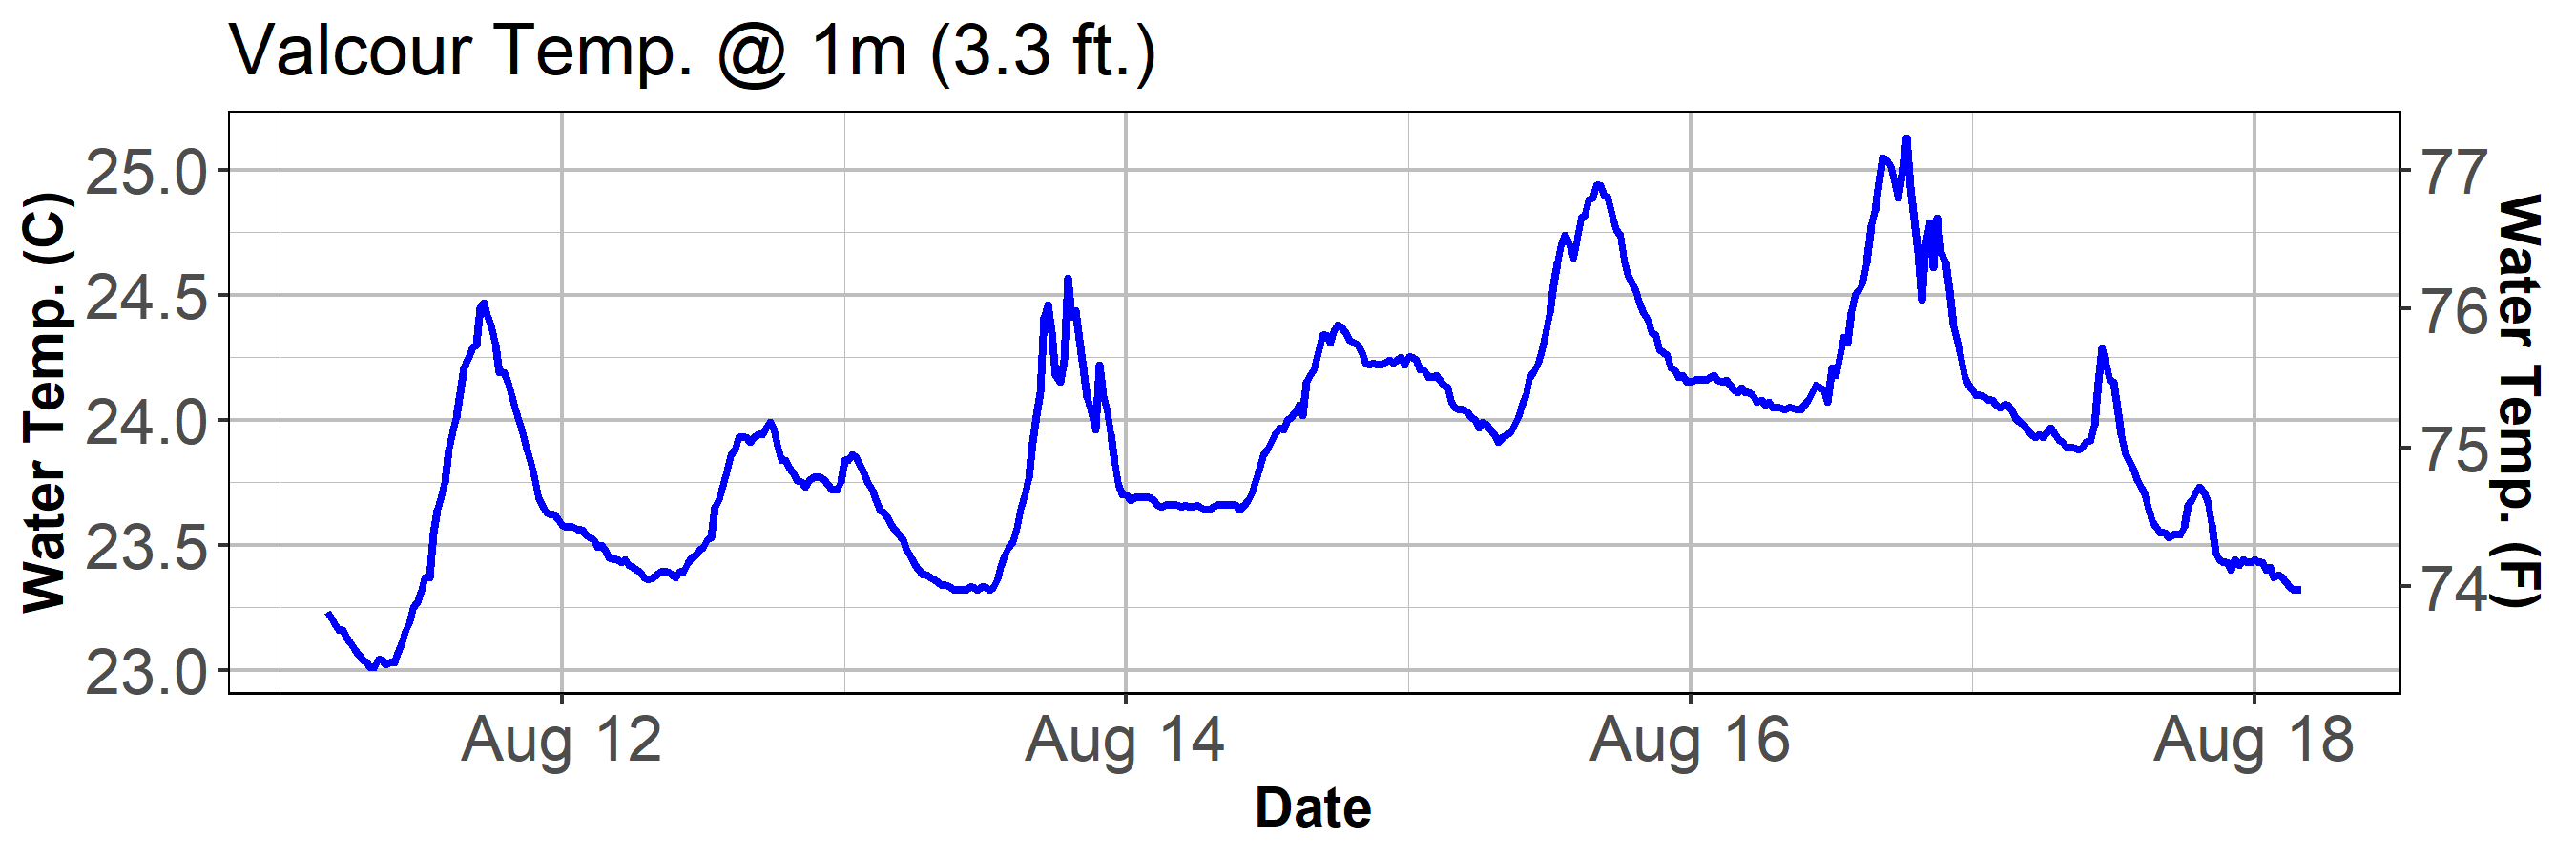 Valcour Temp. @ 1m (3.3 ft.)
Water Temp. (C)
25.0
24.5
24.0
23.5
23.0
77
76
75
74
Water Temp. (F)
Aug 12 Aug 14 Aug 16 Aug 18
Date